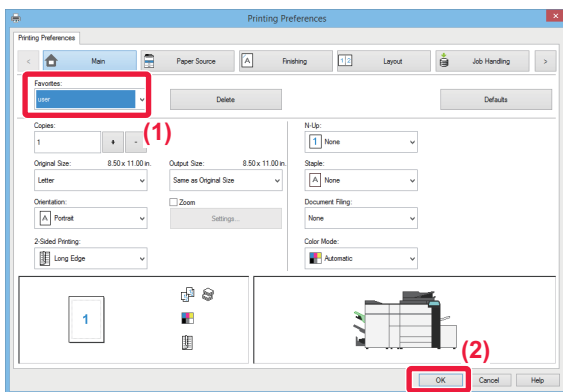 Printing Preferences
Printing Preferences
Main
Paper Source
Finishing
Layout
Job Handling
Favorites:
user
Delete
Defaults
(1)
Copies:
1
+
-
N-Up:
1 None
Original Size: 8.50 x 11.00 in.
Output Size: 8.50 x 11.00 in.
Staple:
Letter
Same as Original Size
A None
Orientation:
Zoom
Document Filing:
A Portrait
Settings...
None
2-Sided Printing:
Color Mode:
Long Edge
Automatic
1
(2)
OK
Cancel
Help